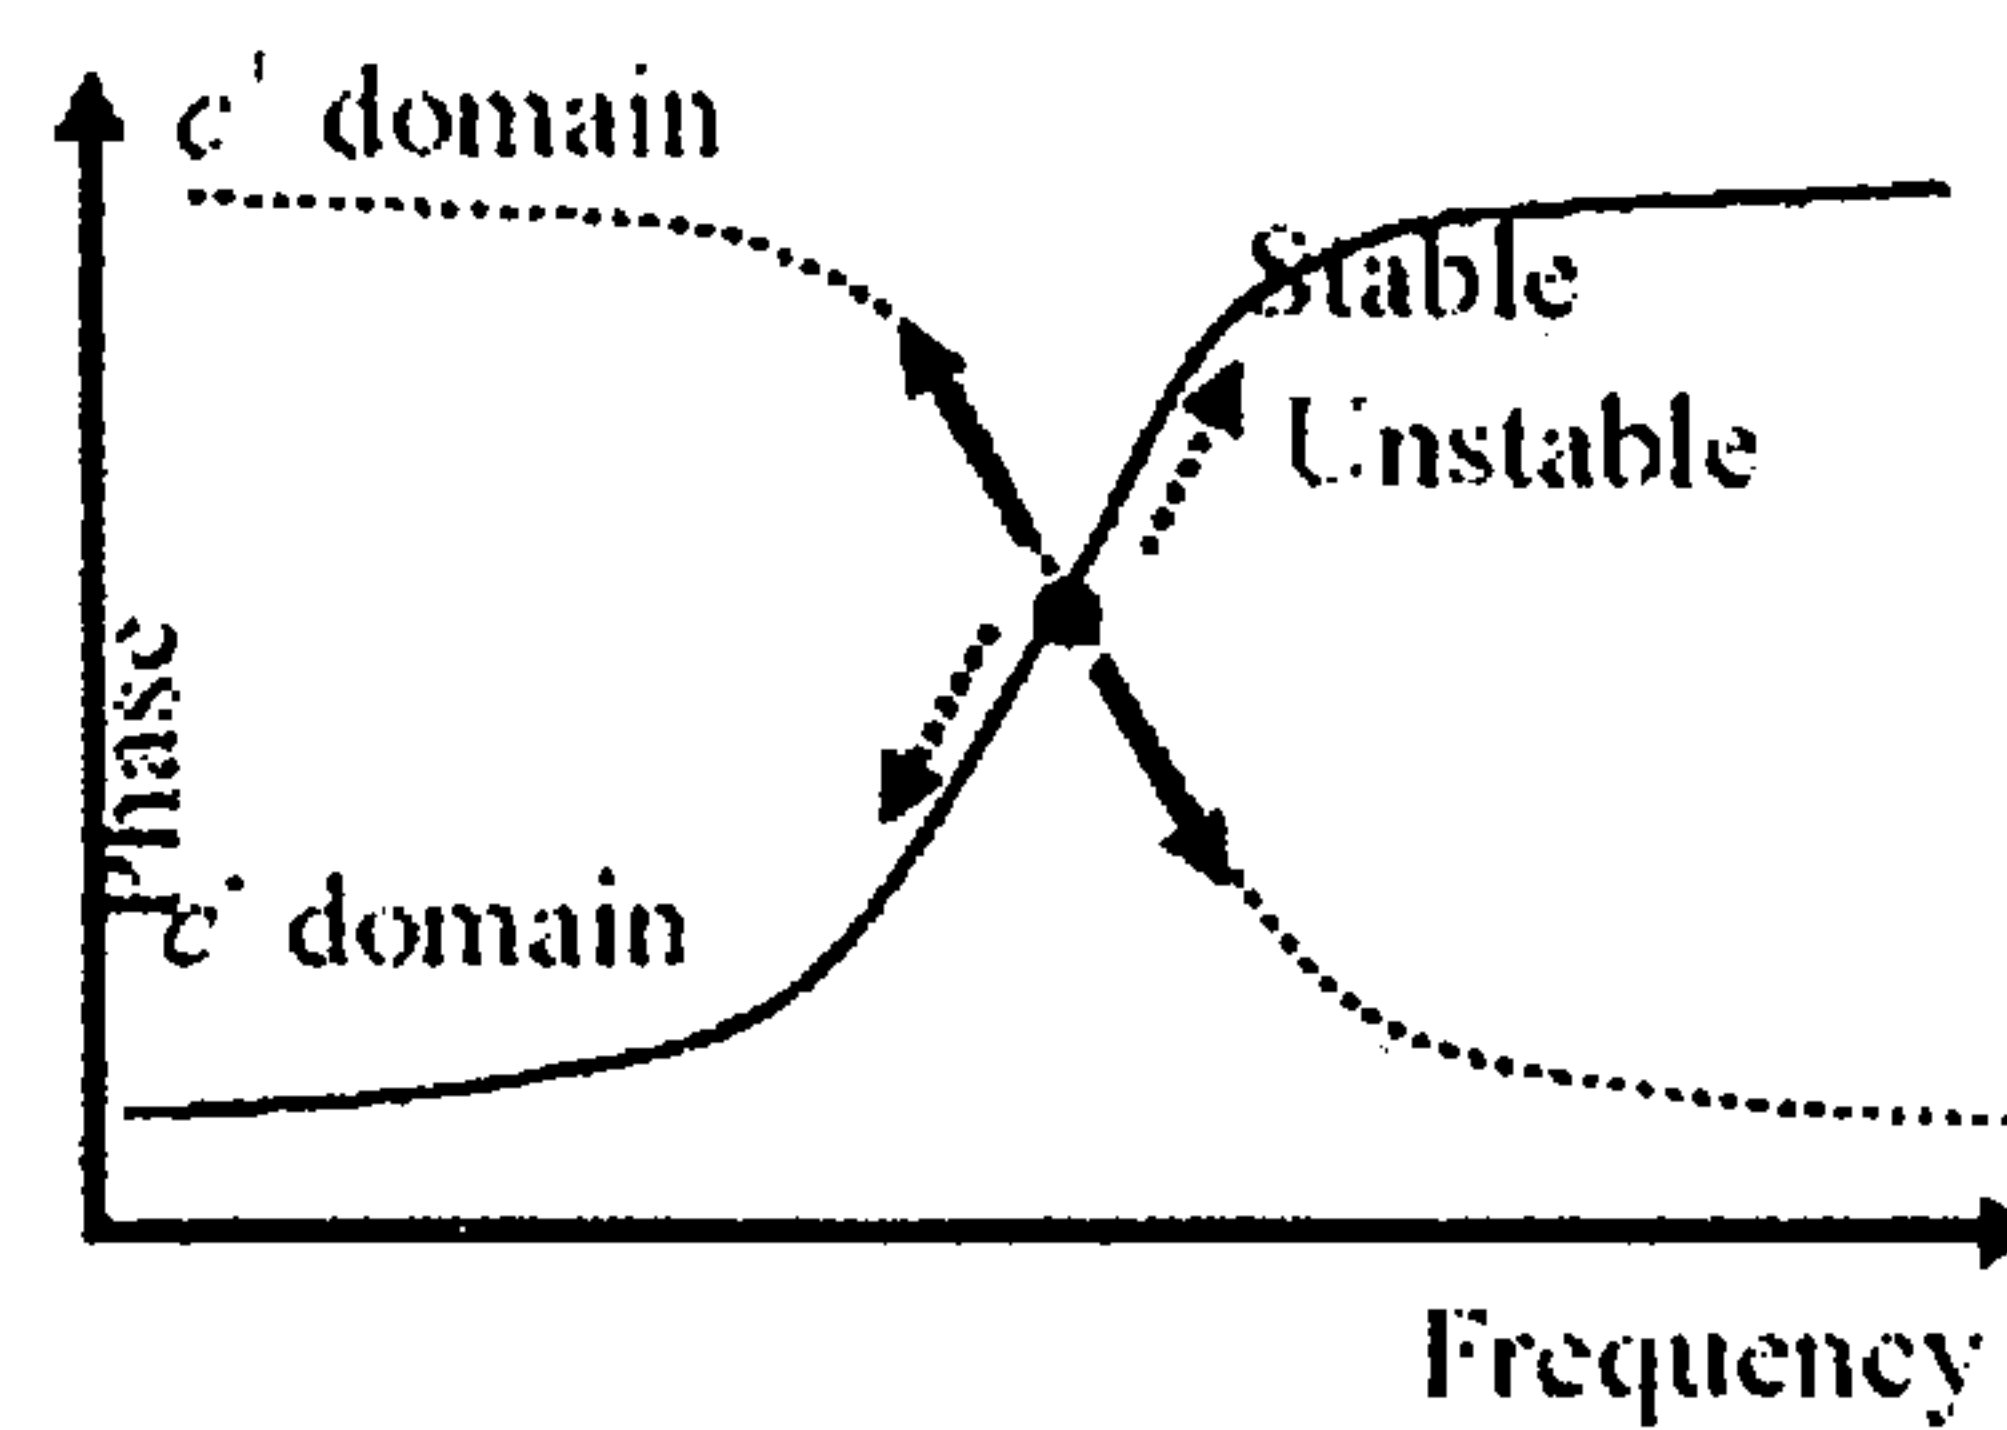 c' domain
Stable
Unstable
Phase
c domain
Frequency